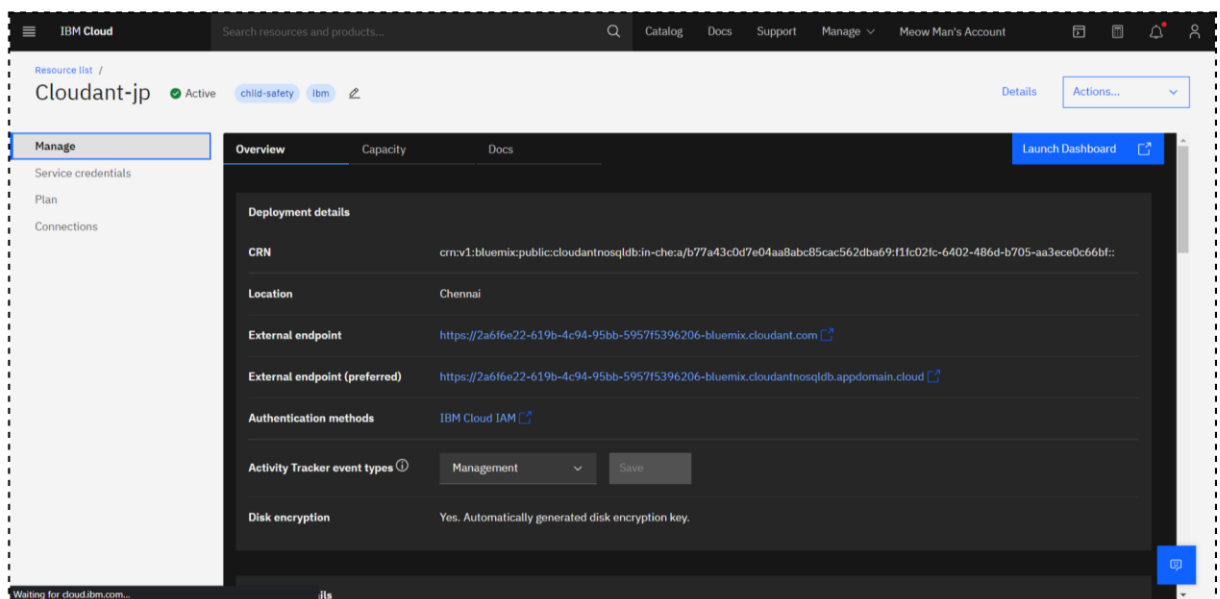 IBM Cloud
Search resources and products...
Catalog
Docs
Support
Manage
Meow Man's Account
Resource list /
Cloudant-jp
Active
child-safety
ibm
Details
Actions...
Manage
Service credentials
Plan
Connections
Overview
Capacity
Docs
Launch Dashboard
Deployment details
CRN
crn:v1:bluemix:public:cloudantnosqldb:in-che:a/b77a43c0d7e04aa8abc85cac562dba69:f1fc02fc-6402-486d-b705-aa3ece0c66bf::
Location
Chennai
External endpoint
https://2a6f6e22-619b-4c94-95bb-5957f5396206-bluemix.cloudant.com
External endpoint (preferred)
https://2a6f6e22-619b-4c94-95bb-5957f5396206-bluemix.cloudantnosqldb.appdomain.cloud
Authentication methods
IBM Cloud IAM
Activity Tracker event types
Management
Save
Disk encryption
Yes. Automatically generated disk encryption key.
Waiting for cloud.ibm.com...
ils